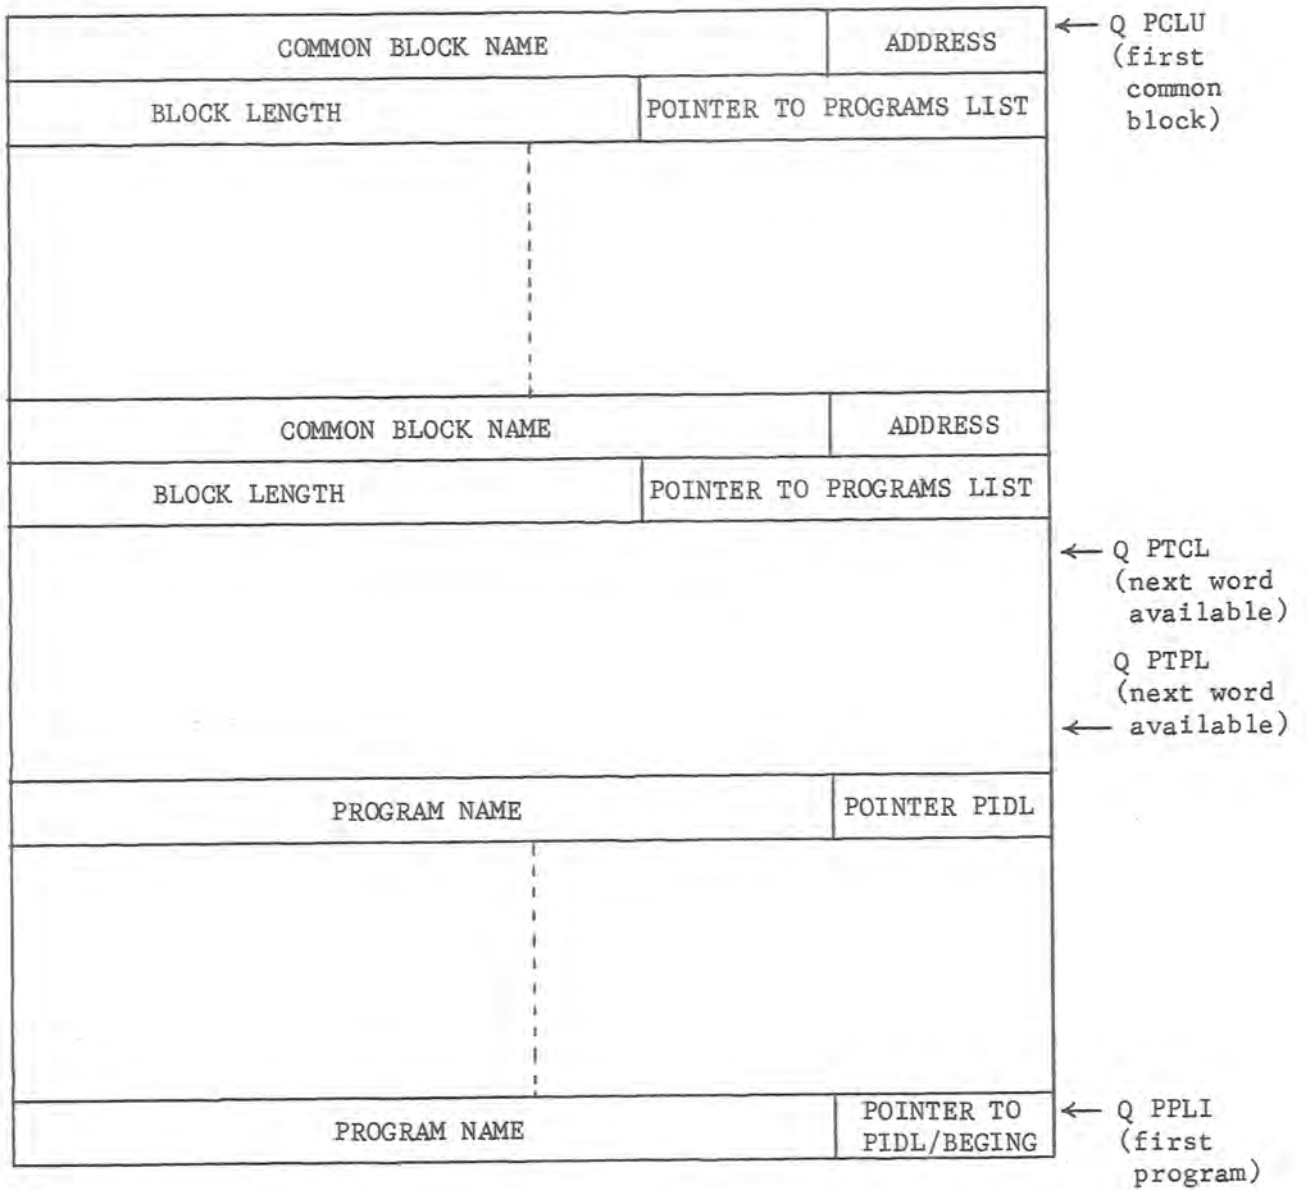 COMMON BLOCK NAME
ADDRESS
← Q PCLU
(first
common
block)
BLOCK LENGTH
POINTER TO PROGRAMS LIST
COMMON BLOCK NAME
ADDRESS
BLOCK LENGTH
POINTER TO PROGRAMS LIST
← Q PTCL
(next word
available)
Q PTPL
(next word
← available)
PROGRAM NAME
POINTER PIDL
PROGRAM NAME
POINTER TO
PIDL/BEGING
← Q PPLI
(first
program)